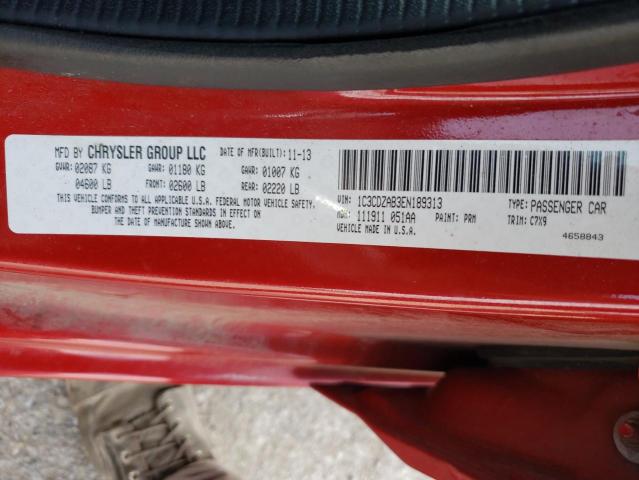 MFD BY CHRYSLER GROUP LLC DATE OF MFR(BUILT): 11-13
GVWR: 02087 KG GAWR: 01180 KG GAWR: 01007 KG
04600 LB FRONT: 02600 LB REAR: 02220 LB
THIS VEHICLE CONFORMS TO ALL APPLICABLE U.S.A. FEDERAL MOTOR VEHICLE SAFETY,
BUMPER AND THEFT PREVENTION STANDARDS IN EFFECT ON
THE DATE OF MANUFACTURE SHOWN ABOVE.
VIN: 1C3CDZAB3EN189313 TYPE: PASSENGER CAR
MDH: 111911 051AA PAINT: PRM TRIM: C7X9
VEHICLE MADE IN U.S.A.
4658843